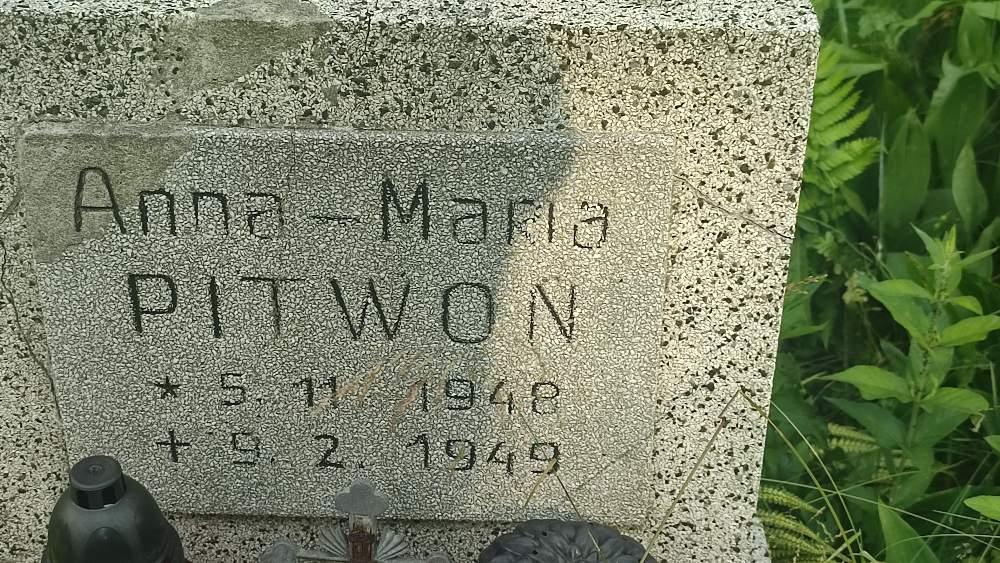 Anna-Maria
PITWON
* 5. 11. 1948
+ 9. 2. 1949